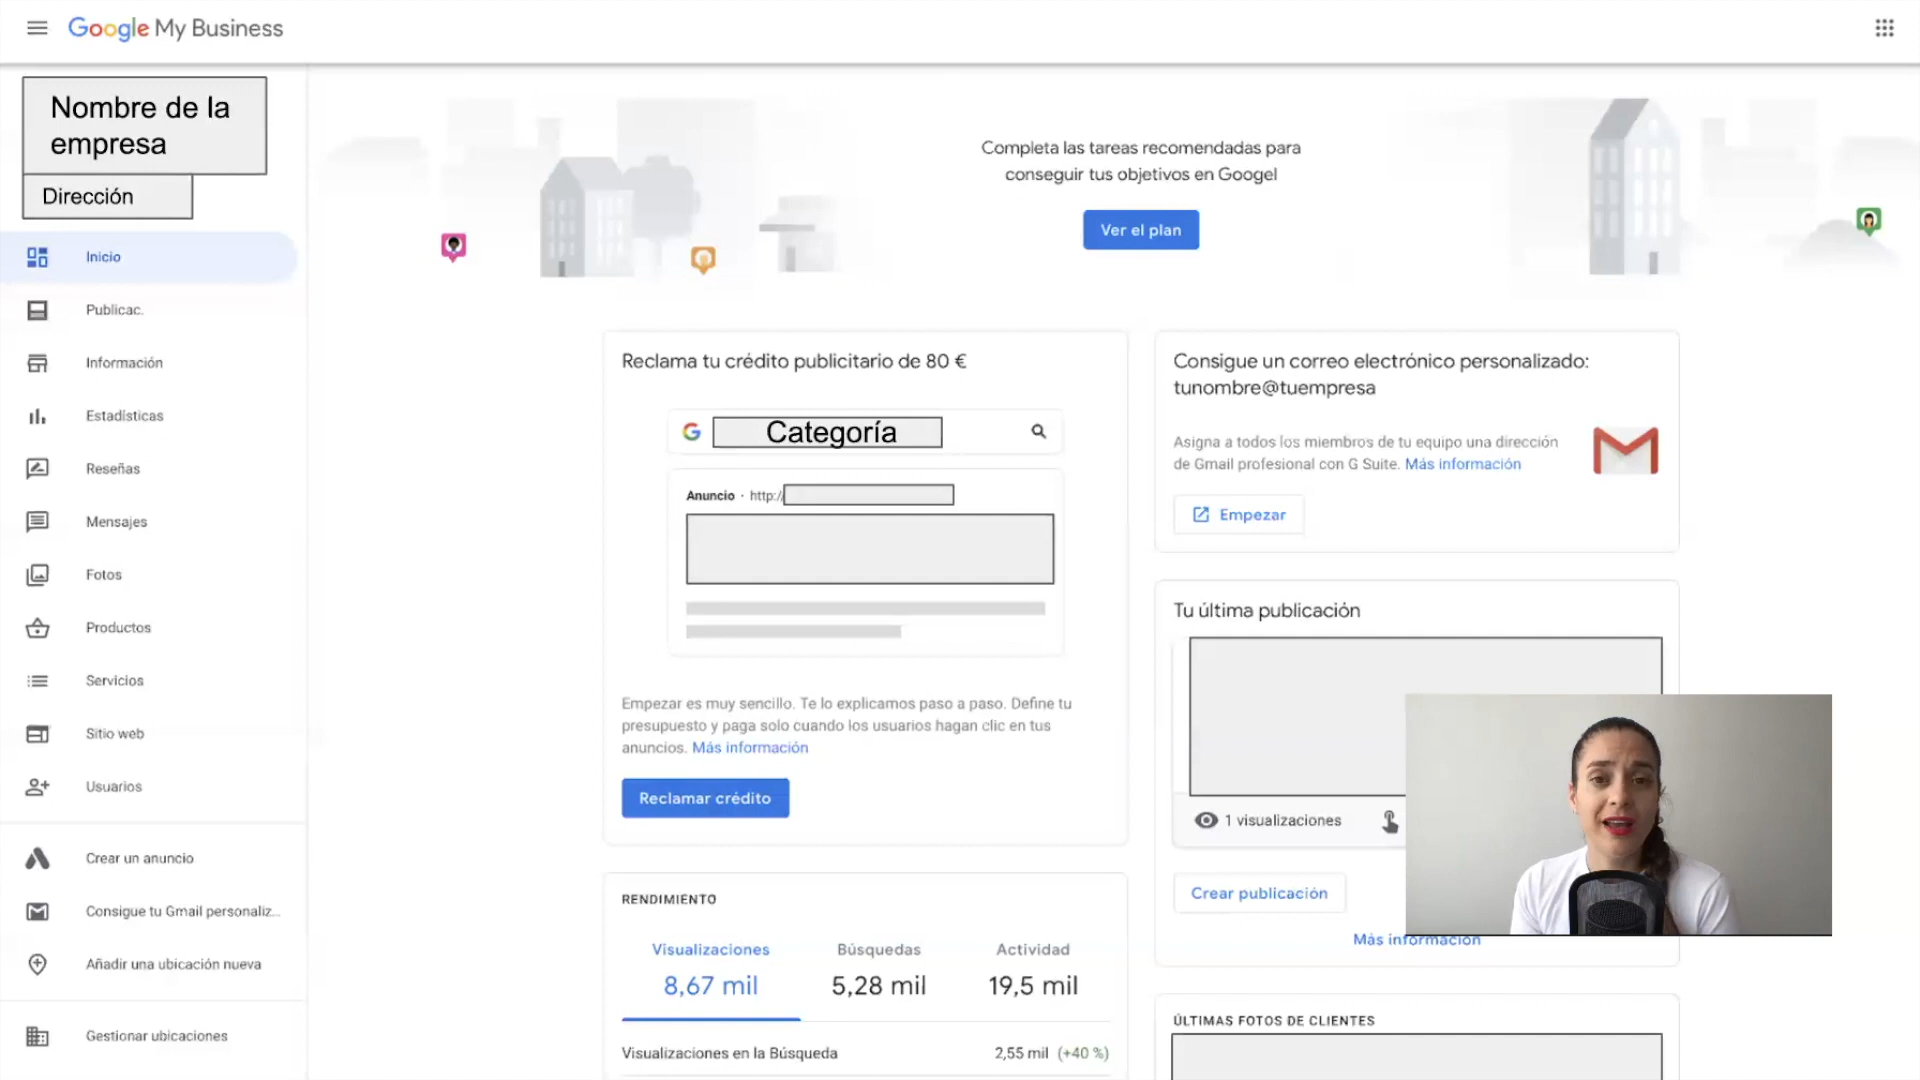 Google My Business
Nombre de la
empresa
Dirección
Inicio
Publicac.
Información
Estadísticas
Reseñas
Mensajes
Fotos
Productos
Servicios
Sitio web
Usuarios
Crear un anuncio
Consigue tu Gmail personaliz...
Añadir una ubicación nueva
Gestionar ubicaciones
Completa las tareas recomendadas para
conseguir tus objetivos en Googel
Ver el plan
Reclama tu crédito publicitario de 80 €
G
Categoría
Anuncio · http:/
Empezar es muy sencillo. Te lo explicamos paso a paso. Define tu
presupuesto y paga solo cuando los usuarios hagan clic en tus
anuncios. Más información
Reclamar crédito
RENDIMIENTO
Visualizaciones Búsquedas Actividad
8,67 mil 5,28 mil 19,5 mil
Visualizaciones en la Búsqueda 2,55 mil (+40 %)
Consigue un correo electrónico personalizado:
tunombre@tuempresa
Asigna a todos los miembros de tu equipo una dirección
de Gmail profesional con G Suite. Más información
Empezar
Tu última publicación
1 visualizaciones
Crear publicación
Más información
ÚLTIMAS FOTOS DE CLIENTES